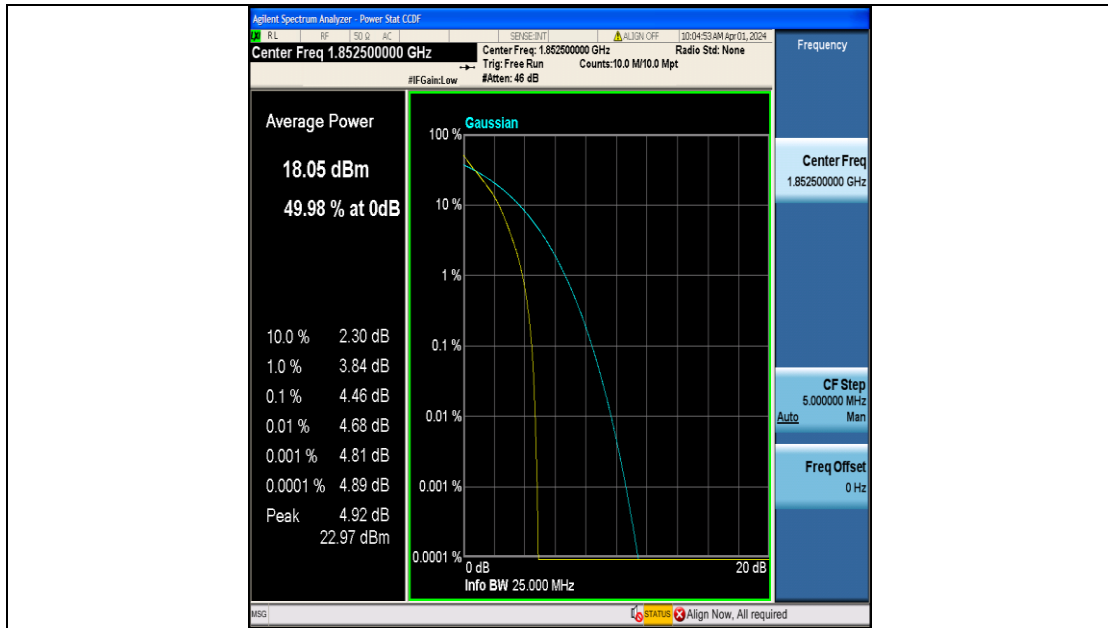 Agilent Spectrum Analyzer - Power Stat CCDF
RL RF 50 Ω AC SENSE:INT ALIGN OFF 10:04:53 AM Apr 01, 2024
Center Freq 1.852500000 GHz
Center Freq: 1.852500000 GHz Radio Std: None
Trig: Free Run Counts:10.0 M/10.0 Mpt
#IFGain:Low #Atten: 46 dB
Frequency
Average Power
18.05 dBm
49.98 % at 0dB
10.0 % 2.30 dB
1.0 % 3.84 dB
0.1 % 4.46 dB
0.01 % 4.68 dB
0.001 % 4.81 dB
0.0001 % 4.89 dB
Peak 4.92 dB
22.97 dBm
Gaussian
100 %
10 %
1 %
0.1 %
0.01 %
0.001 %
0.0001 %
0 dB 20 dB
Info BW 25.000 MHz
Center Freq
1.852500000 GHz
CF Step
5.000000 MHz
Auto Man
Freq Offset
0 Hz
MSG STATUS Align Now, All required